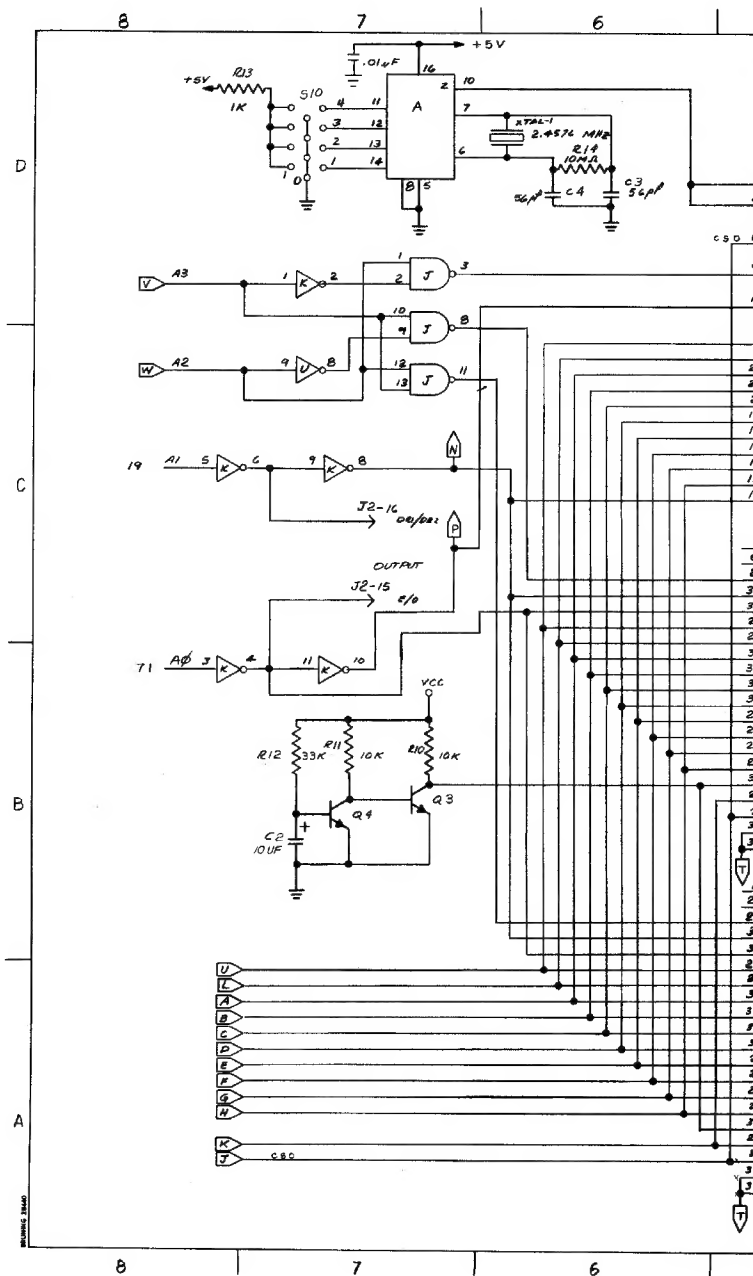 8 7 6
+5V
.01uF
R13
+5V
1K
S10
16
2 10
A
4 11
3 12
2 13
1 14
1 0
7
6
8 5
XTAL-1
2.4576 MHz
R14
10MΩ
56pf C4
C3
56pf
D
CSO
1
V A3 1 K 2 2 J 3
10
9 J 8
W A2 9 U 8
12
13 J 11
N
19 A1 5 K 6 9 K 8
C
J2-16
P
OUTPUT
J2-15 E/O
71 AØ 3 K 4 11 K 10
VCC
R12 33K R11 10K R10 10K
B
Q4 Q3
C2 +
10UF
T
U
L
A
B
C
D
E
F
G
H
A
K
J CSO
T
BRUNING
8 7 6